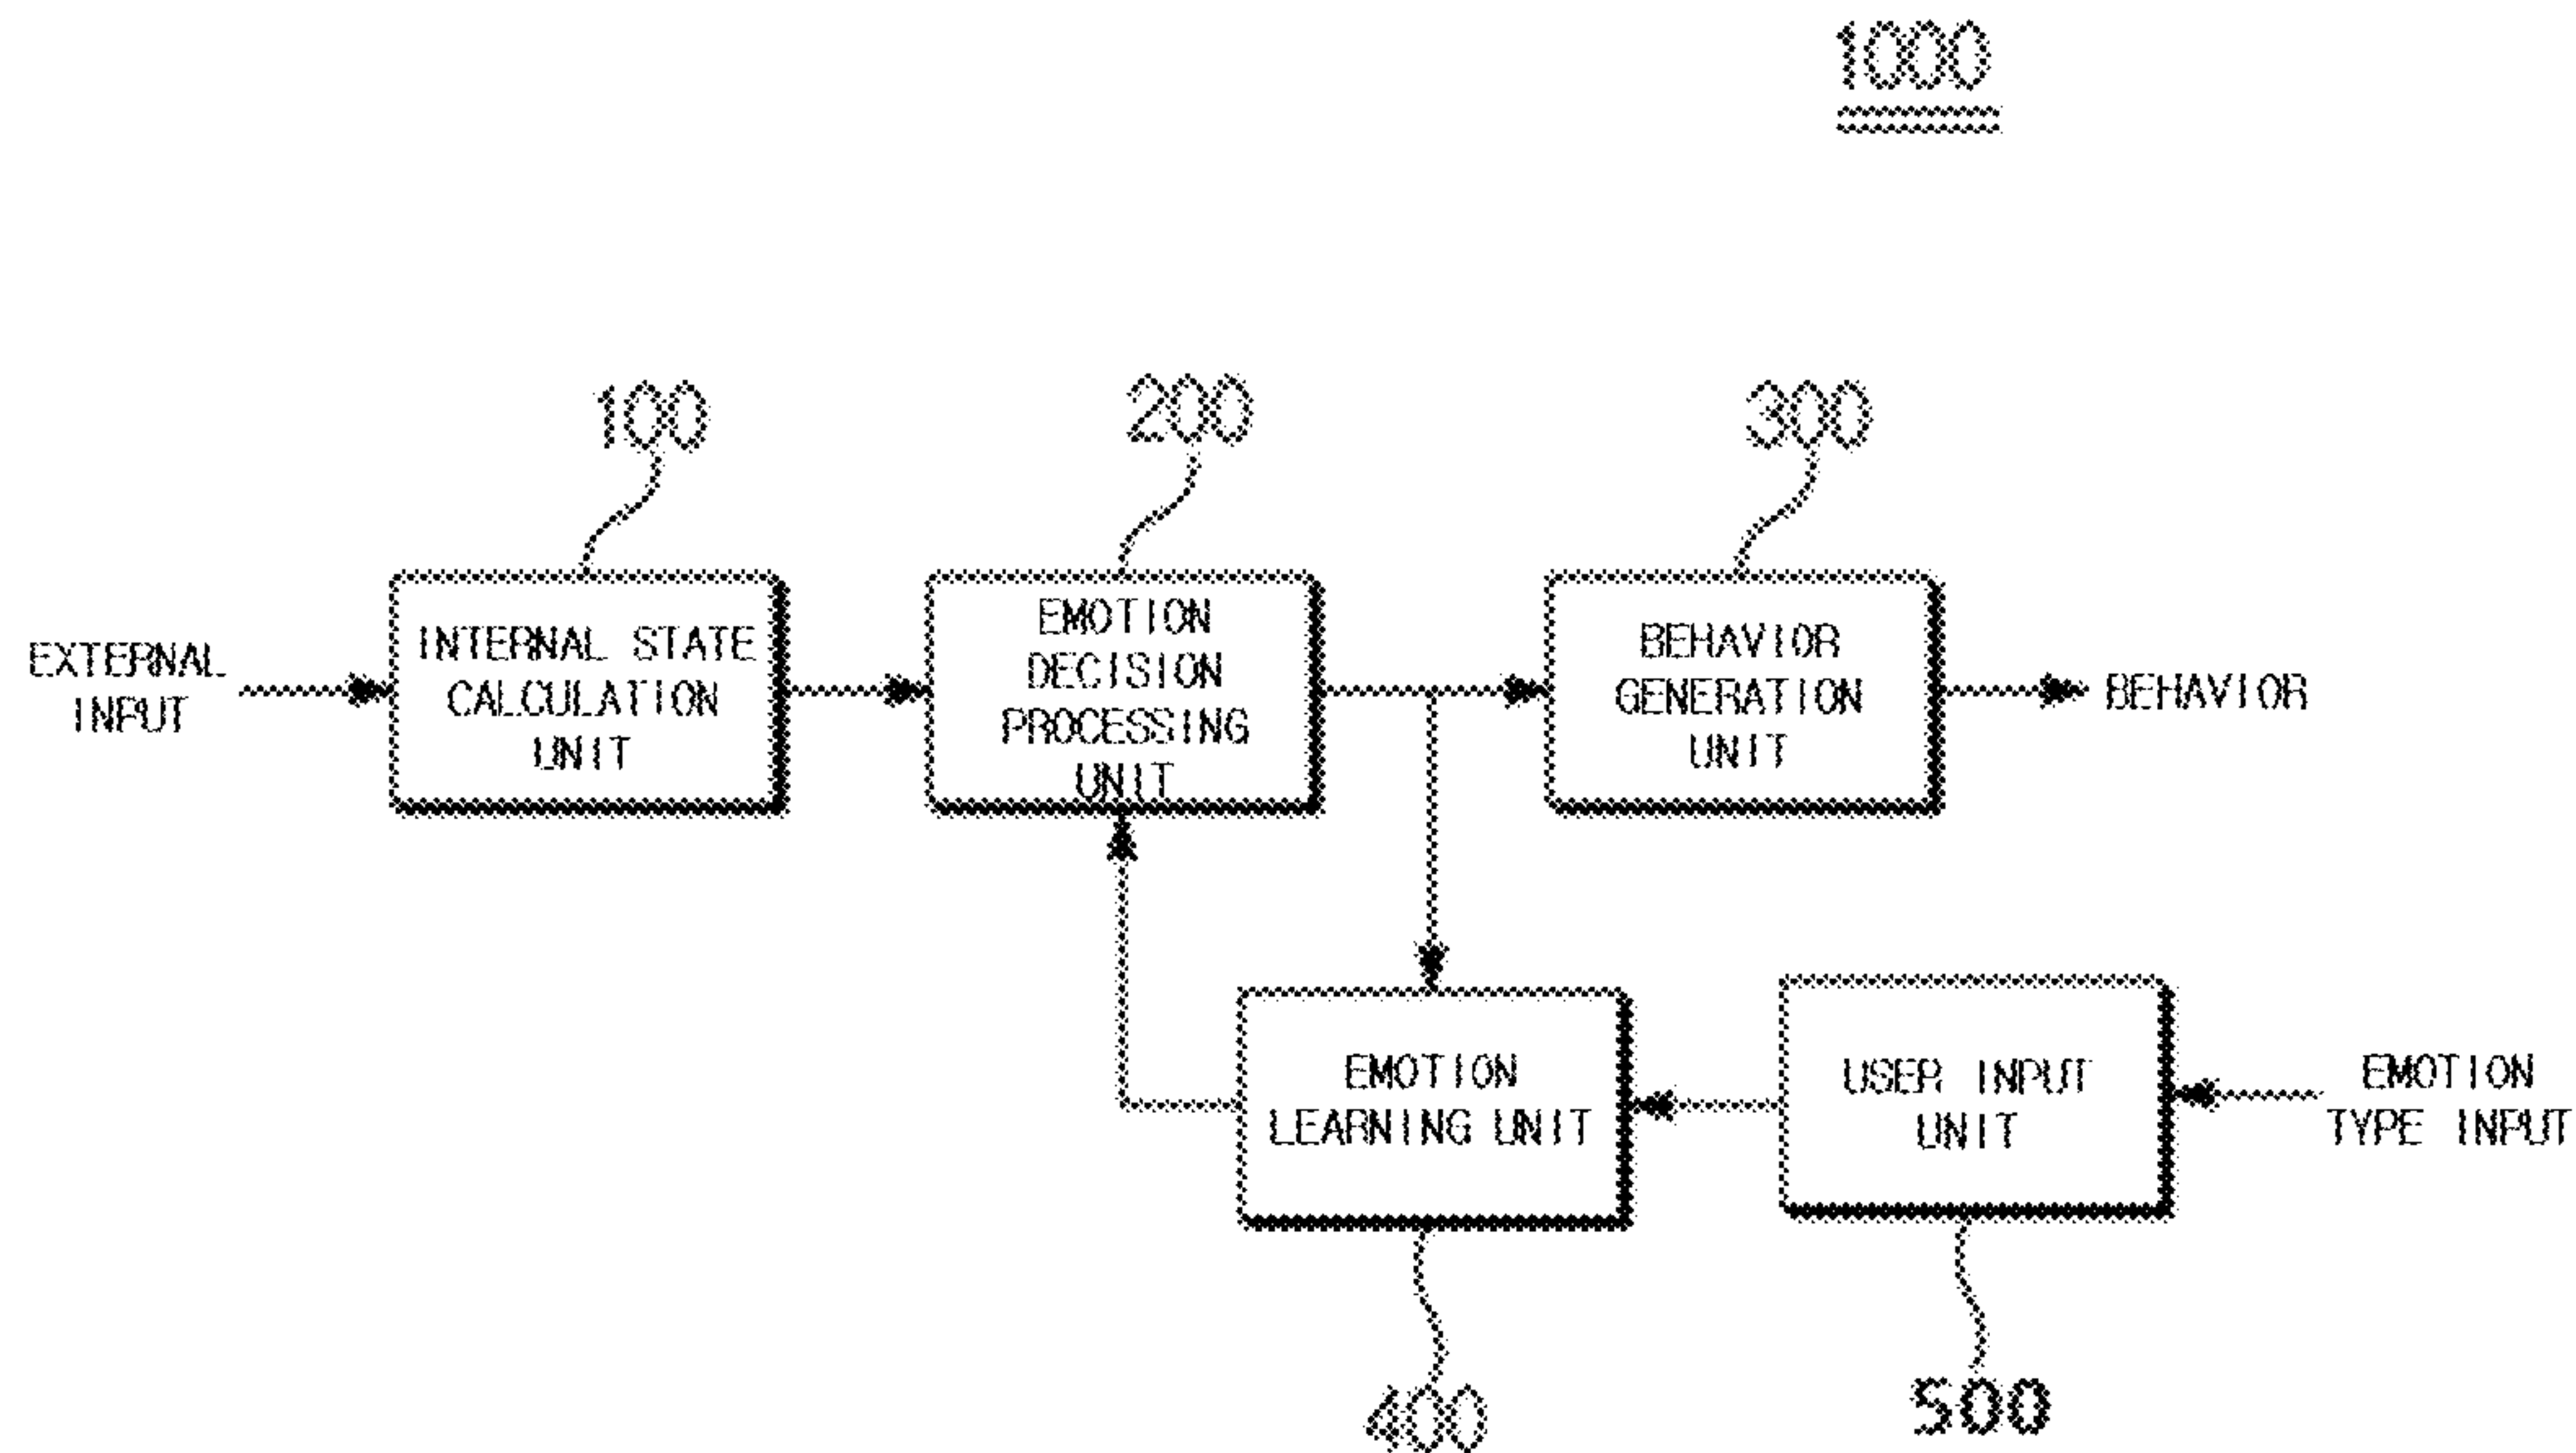 1000
100
200
300
EXTERNAL
INPUT
INTERNAL STATE
CALCULATION
UNIT
EMOTION
DECISION
PROCESSING
UNIT
BEHAVIOR
GENERATION
UNIT
BEHAVIOR
EMOTION
LEARNING UNIT
USER INPUT
UNIT
EMOTION
TYPE INPUT
400
500